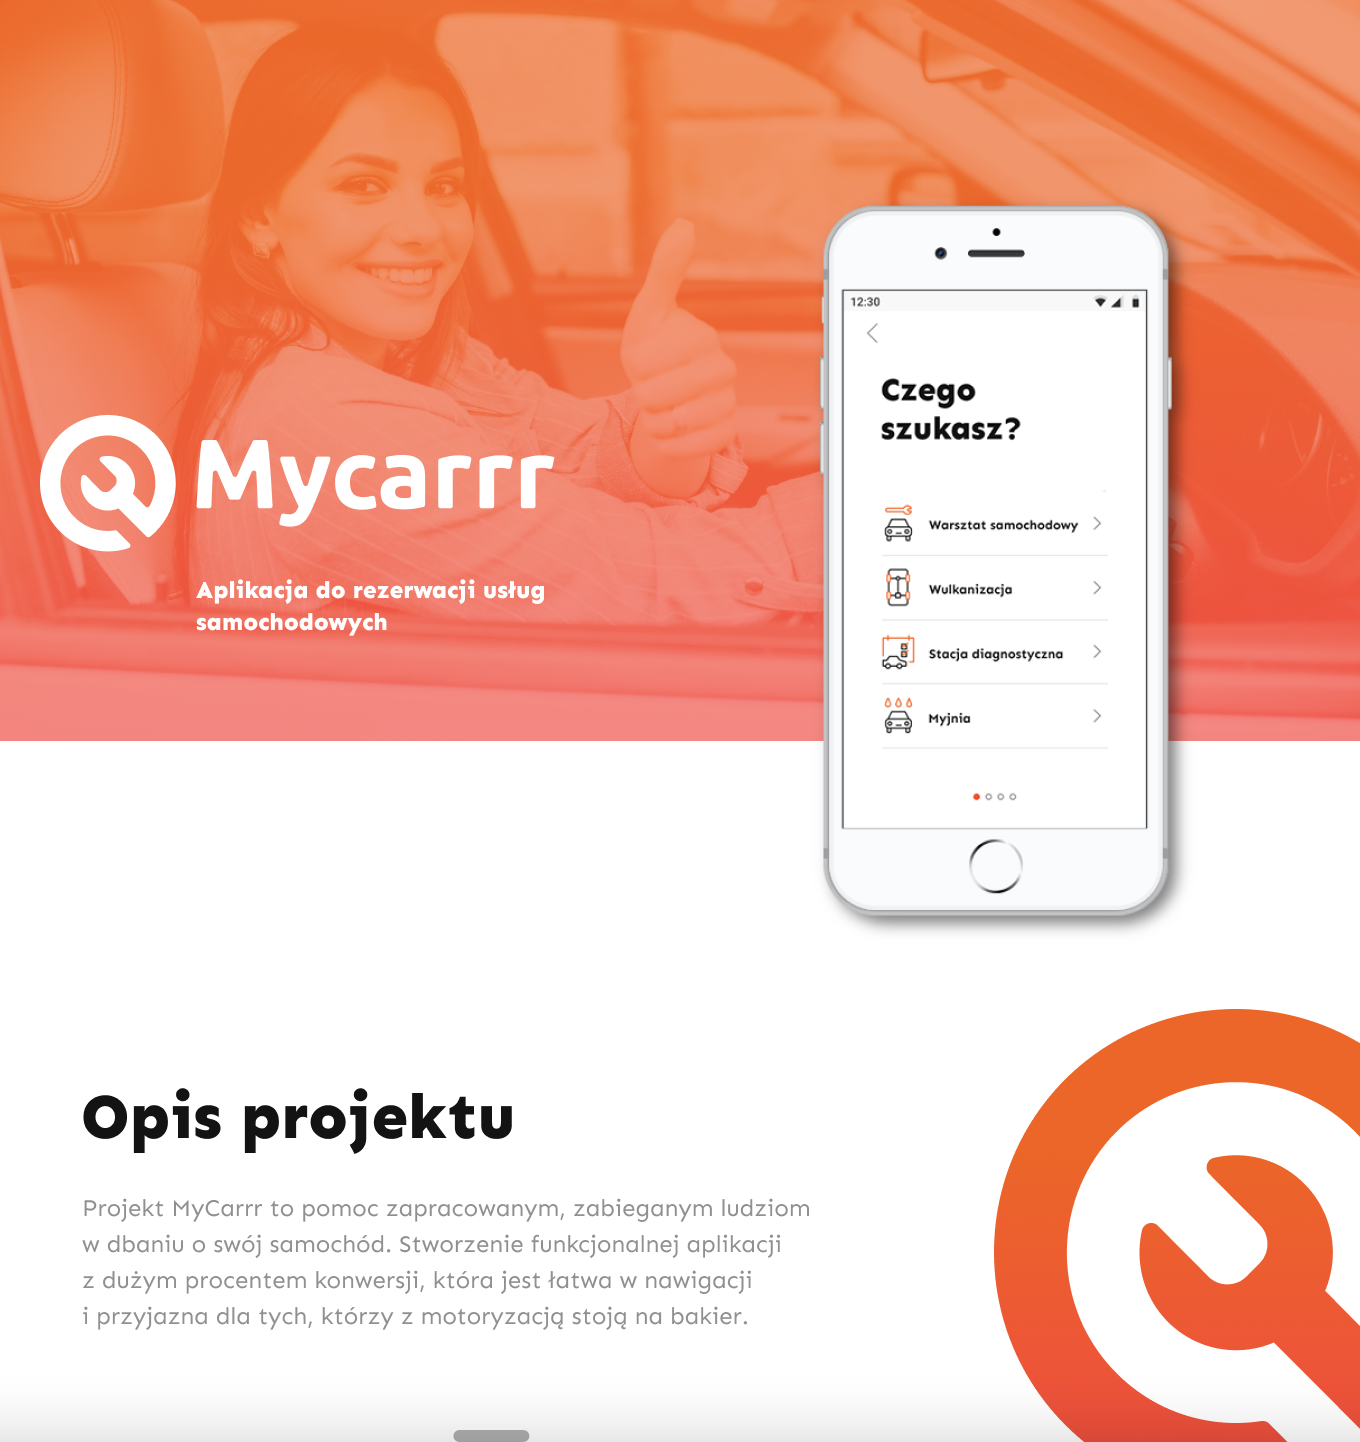 Mycarrr
Aplikacja do rezerwacji usług
samochodowych
12:30
Czego
szukasz?
Warsztat samochodowy
Wulkanizacja
Stacja diagnostyczna
Myjnia
Opis projektu
Projekt MyCarrr to pomoc zapracowanym, zabieganym ludziom
w dbaniu o swój samochód. Stworzenie funkcjonalnej aplikacji
z dużym procentem konwersji, która jest łatwa w nawigacji
i przyjazna dla tych, którzy z motoryzacją stoją na bakier.